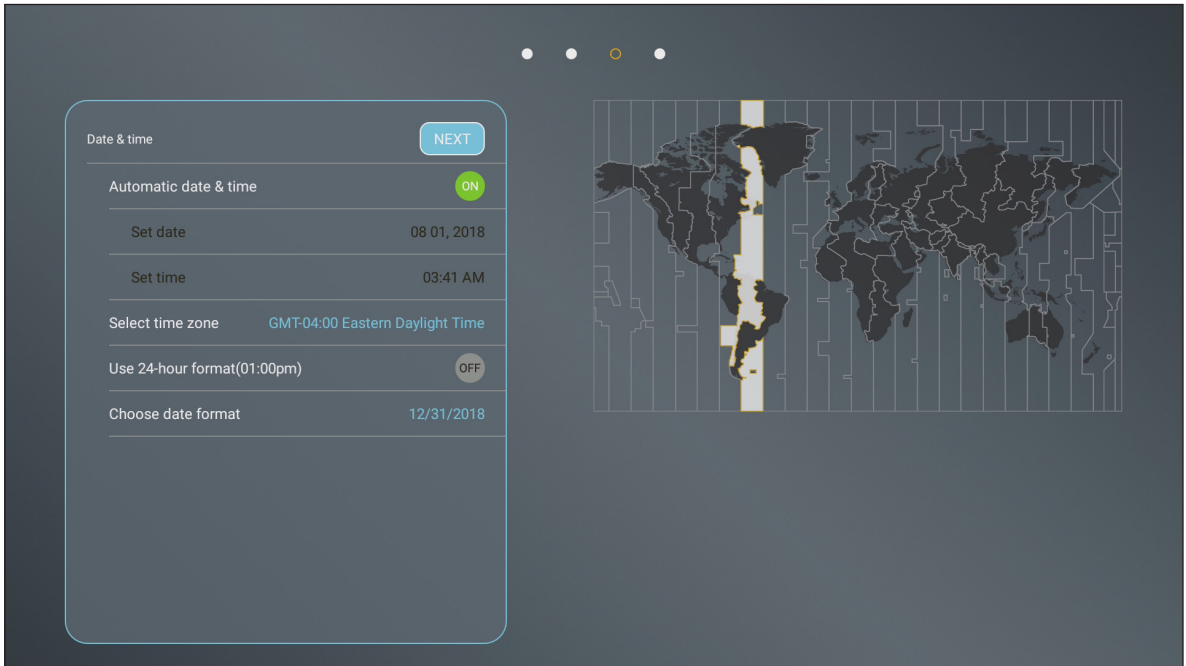 Date & time
NEXT
Automatic date & time
ON
Set date
08 01, 2018
Set time
03:41 AM
Select time zone
GMT-04:00 Eastern Daylight Time
Use 24-hour format(01:00pm)
OFF
Choose date format
12/31/2018